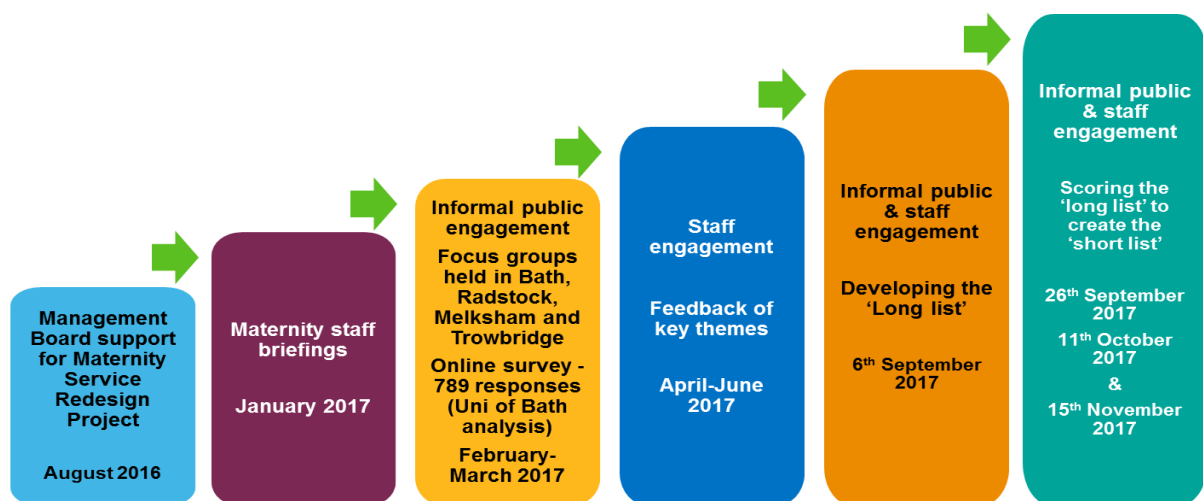 Management
Board support
for Maternity
Service
Redesign
Project
August 2016
Maternity staff
briefings
January 2017
Informal public
engagement
Focus groups
held in Bath,
Radstock,
Melksham and
Trowbridge
Online survey -
789 responses
(Uni of Bath
analysis)
February-
March 2017
Staff
engagement
Feedback of
key themes
April-June
2017
Informal public
& staff
engagement
Developing the
‘Long list’
6th September
2017
Informal public
& staff
engagement
Scoring the
‘long list’ to
create the
‘short list’
26th September
2017
11th October
2017
&
15th November
2017